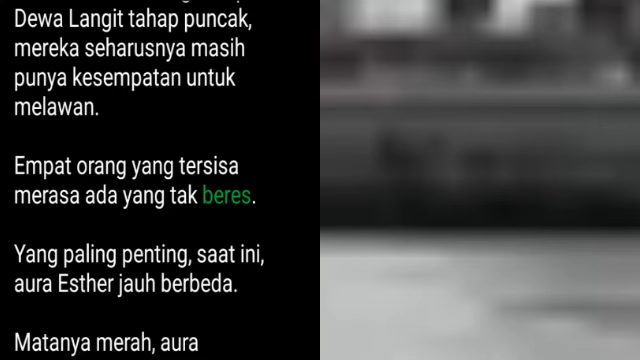 Dewa Langit tahap puncak,
mereka seharusnya masih
punya kesempatan untuk
melawan.
Empat orang yang tersisa
merasa ada yang tak beres.
Yang paling penting, saat ini,
aura Esther jauh berbeda.
Matanya merah, aura